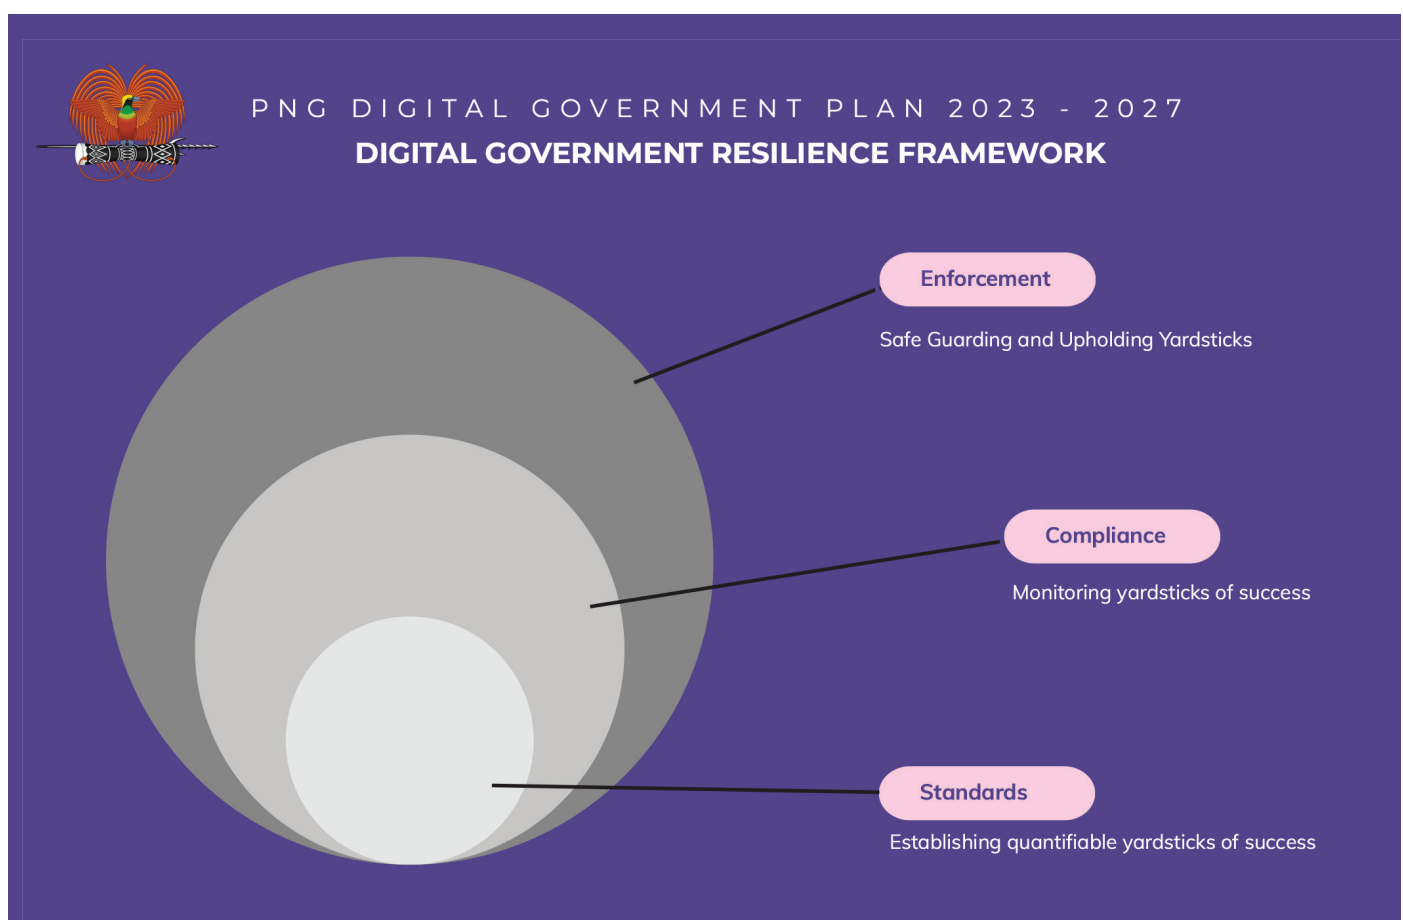 PNG DIGITAL GOVERNMENT PLAN 2023 - 2027
DIGITAL GOVERNMENT RESILIENCE FRAMEWORK
Enforcement
Safe Guarding and Upholding Yardsticks
Compliance
Monitoring yardsticks of success
Standards
Establishing quantifiable yardsticks of success